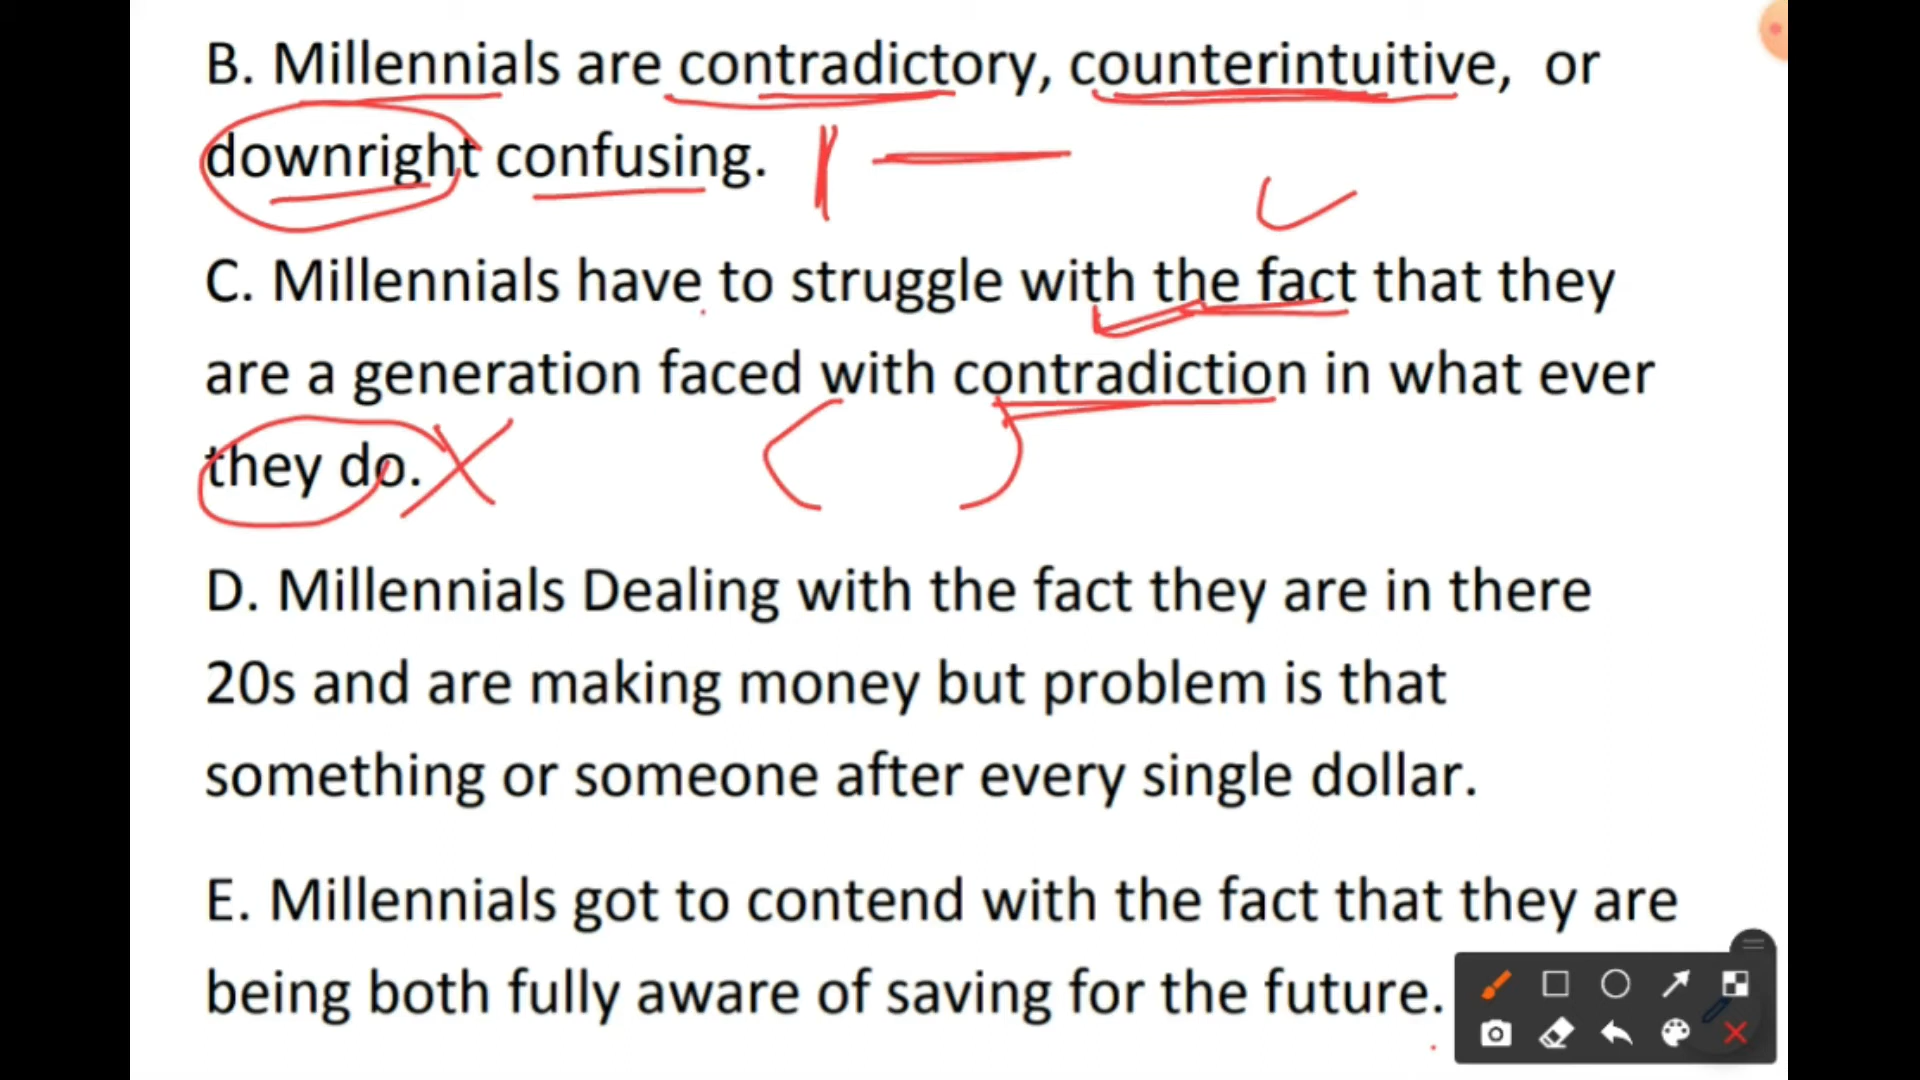 B. Millennials are contradictory, counterintuitive, or
downright confusing.
C. Millennials have to struggle with the fact that they
are a generation faced with contradiction in what ever
they do.
D. Millennials Dealing with the fact they are in there
20s and are making money but problem is that
something or someone after every single dollar.
E. Millennials got to contend with the fact that they are
being both fully aware of saving for the future.